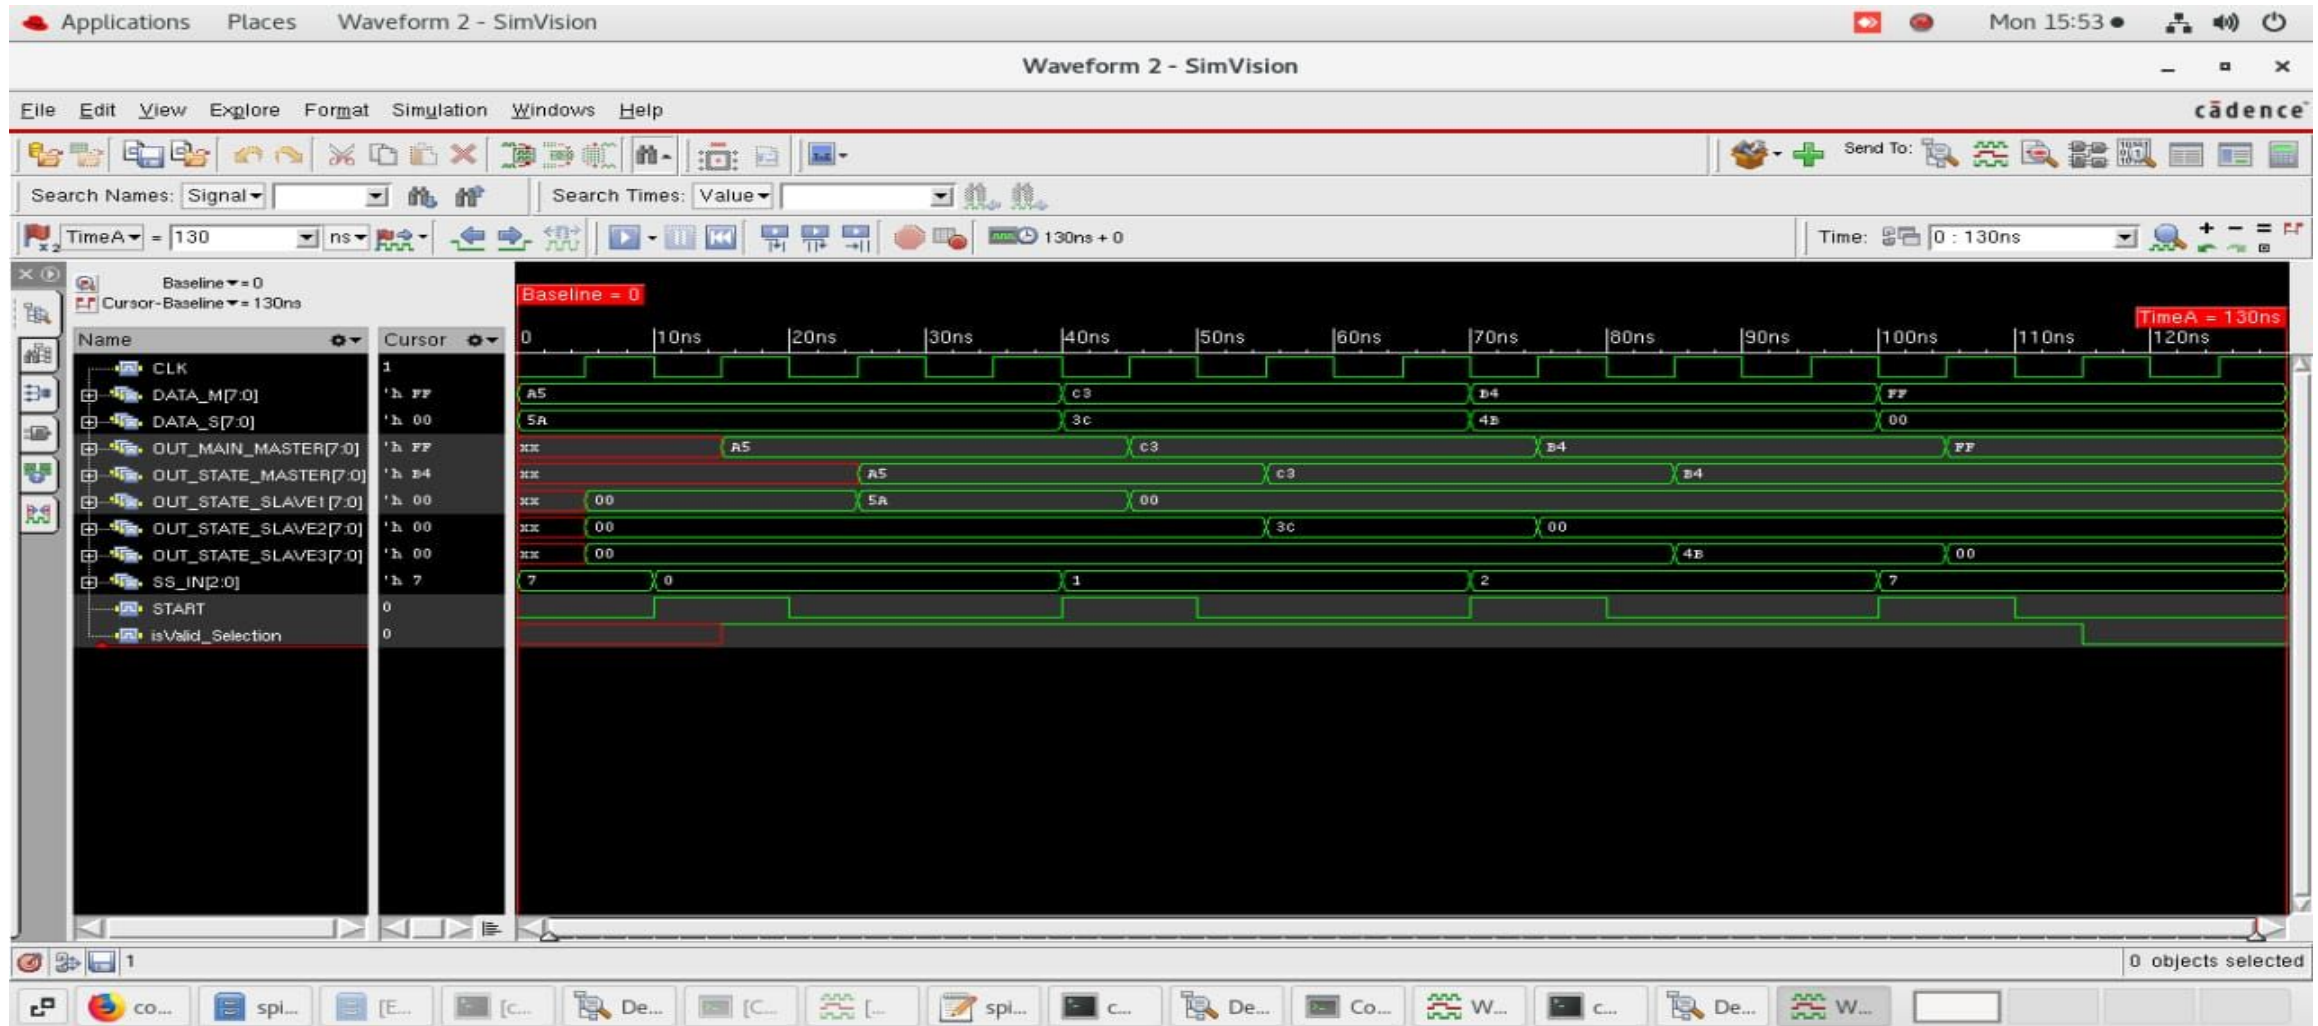 Applications Places Waveform 2 - SimVision Mon 15:53
Waveform 2 - SimVision
File Edit View Explore Format Simulation Windows Help cādence
Send To:
Search Names: Signal Search Times: Value
TimeA = 130 ns 130ns + 0 Time: 0 : 130ns
Baseline = 0
Cursor-Baseline = 130ns
Baseline = 0
TimeA = 130ns
Name Cursor 0 10ns 20ns 30ns 40ns 50ns 60ns 70ns 80ns 90ns 100ns 110ns 120ns
CLK 1
DATA_M[7:0] 'h FF A5 C3 B4 FF
DATA_S[7:0] 'h 00 5A 3C 4B 00
OUT_MAIN_MASTER[7:0] 'h FF xx A5 C3 B4 FF
OUT_STATE_MASTER[7:0] 'h B4 xx A5 C3 B4
OUT_STATE_SLAVE1[7:0] 'h 00 xx 00 5A 00
OUT_STATE_SLAVE2[7:0] 'h 00 xx 00 3C 00
OUT_STATE_SLAVE3[7:0] 'h 00 xx 00 4B 00
SS_IN[2:0] 'h 7 7 0 1 2 7
START 0
isValid_Selection 0
1 0 objects selected
co... spi... [E... [c... De... [C... [... spi... c... De... Co... W... c... De... W...